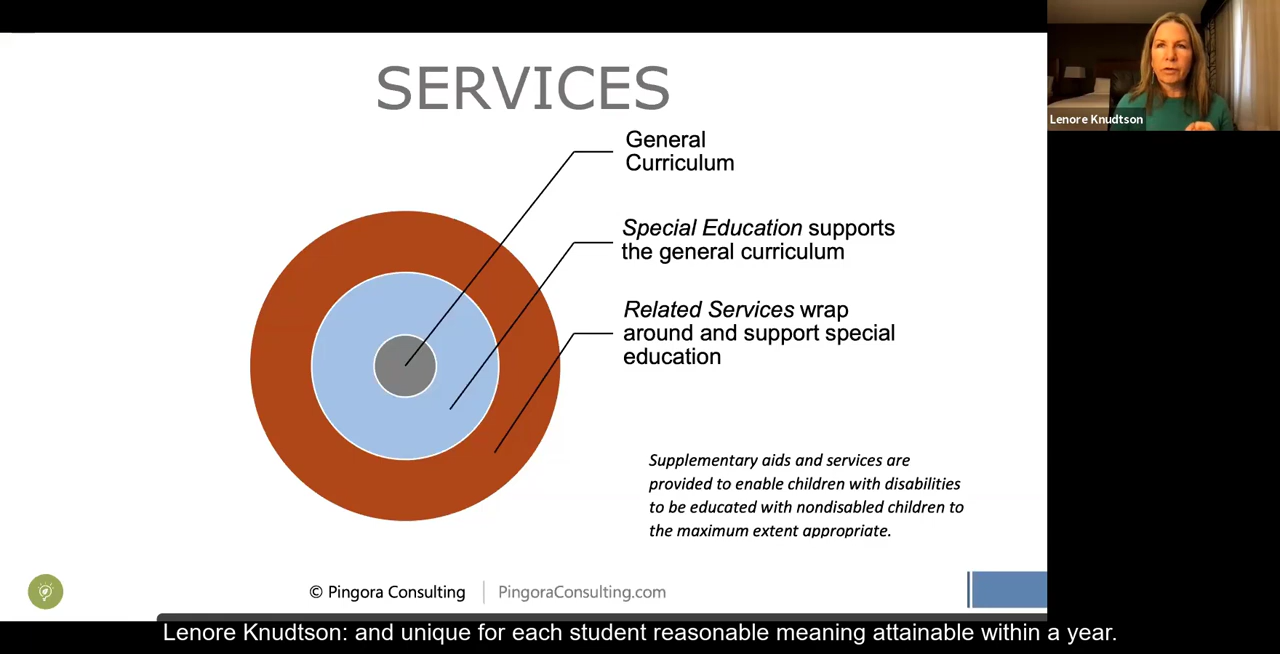 SERVICES
Lenore Knudtson
General
Curriculum
Special Education supports
the general curriculum
Related Services wrap
around and support special
education
Supplementary aids and services are
provided to enable children with disabilities
to be educated with nondisabled children to
the maximum extent appropriate.
© Pingora Consulting
PingoraConsulting.com
Lenore Knudtson: and unique for each student reasonable meaning attainable within a year.